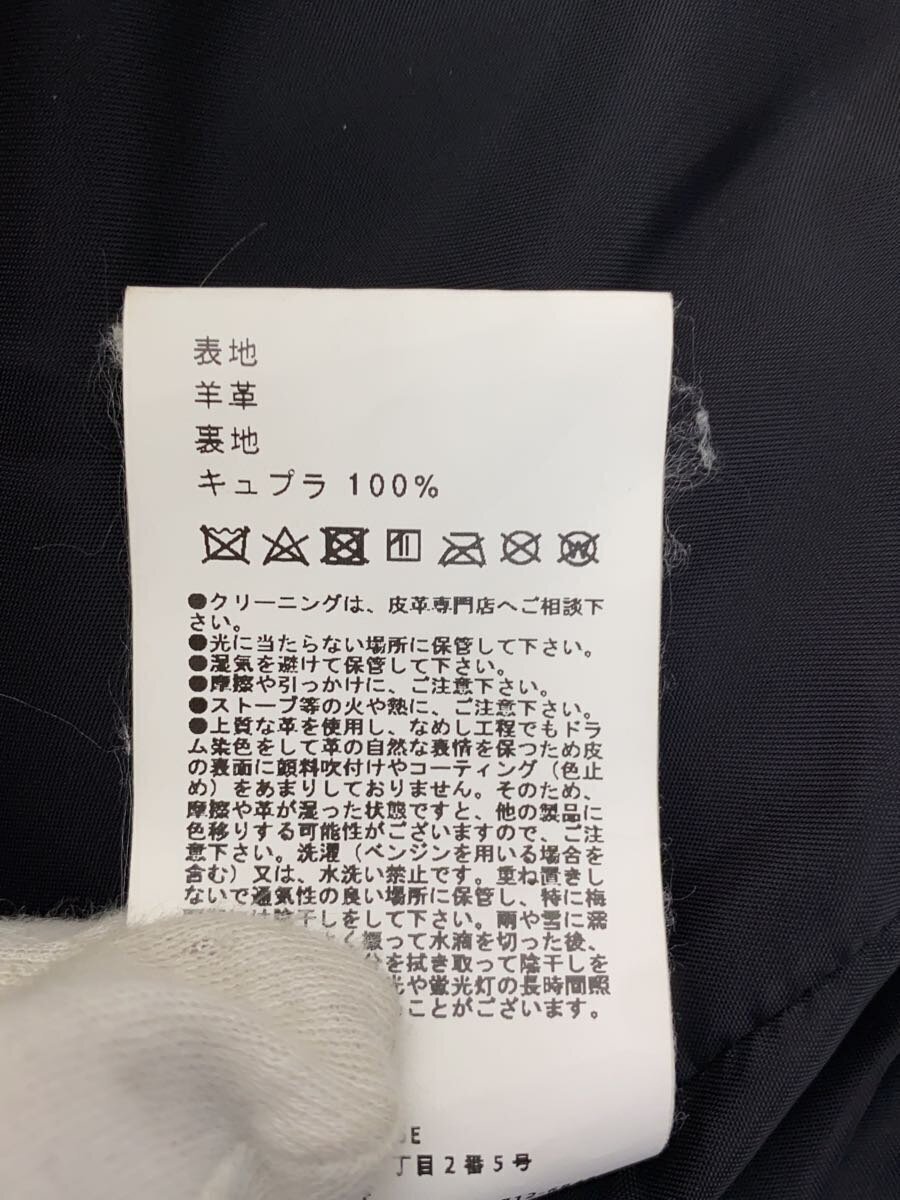 表地
羊革
裏地
キュプラ 100%
●クリーニングは、皮革専門店へご相談下
さい。
●光に当たらない場所に保管して下さい。
●湿気を避けて保管して下さい。
●摩擦や引っかけに、ご注意下さい。
●ストーブ等の火や熱に、ご注意下さい。
●上質な革を使用し、なめし工程でもドラ
ム染色をして革の自然な表情を保つため皮
の表面に顔料吹付けやコーティング(色止
め)をあまりしておりません。そのため、
摩擦や革が湿った状態ですと、他の製品に
色移りする可能性がございますので、ご注
意下さい。洗濯(ベンジンを用いる場合を
含む)又は、水洗い禁止です。重ね置きし
ないで通気性の良い場所に保管し、特に梅
は陰干しをして下さい。雨や雪に濡
く振って水滴を切った後、
分を拭き取って陰干しを
光や蛍光灯の長時間照
ことがございます。
丁目2番5号